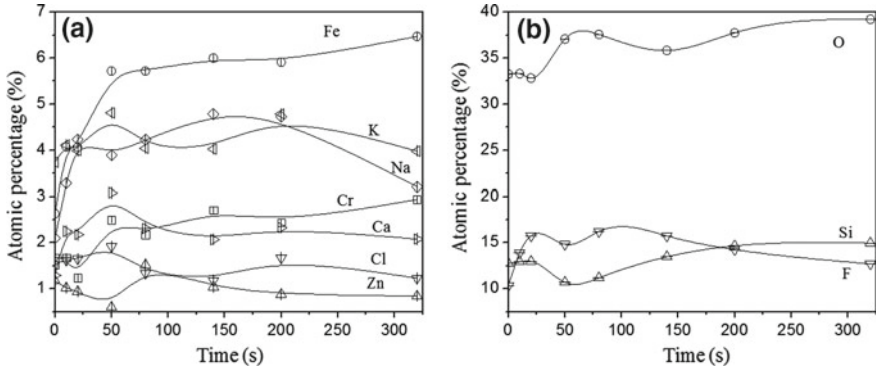 (a)
Fe
K
Na
Cr
Ca
Cl
Zn
7
6
5
4
3
2
1
Atomic percentage (%)
0 50 100 150 200 250 300
Time (s)
(b)
O
Si
F
40
35
30
25
20
15
10
Atomic percentage (%)
0 50 100 150 200 250 300
Time (s)